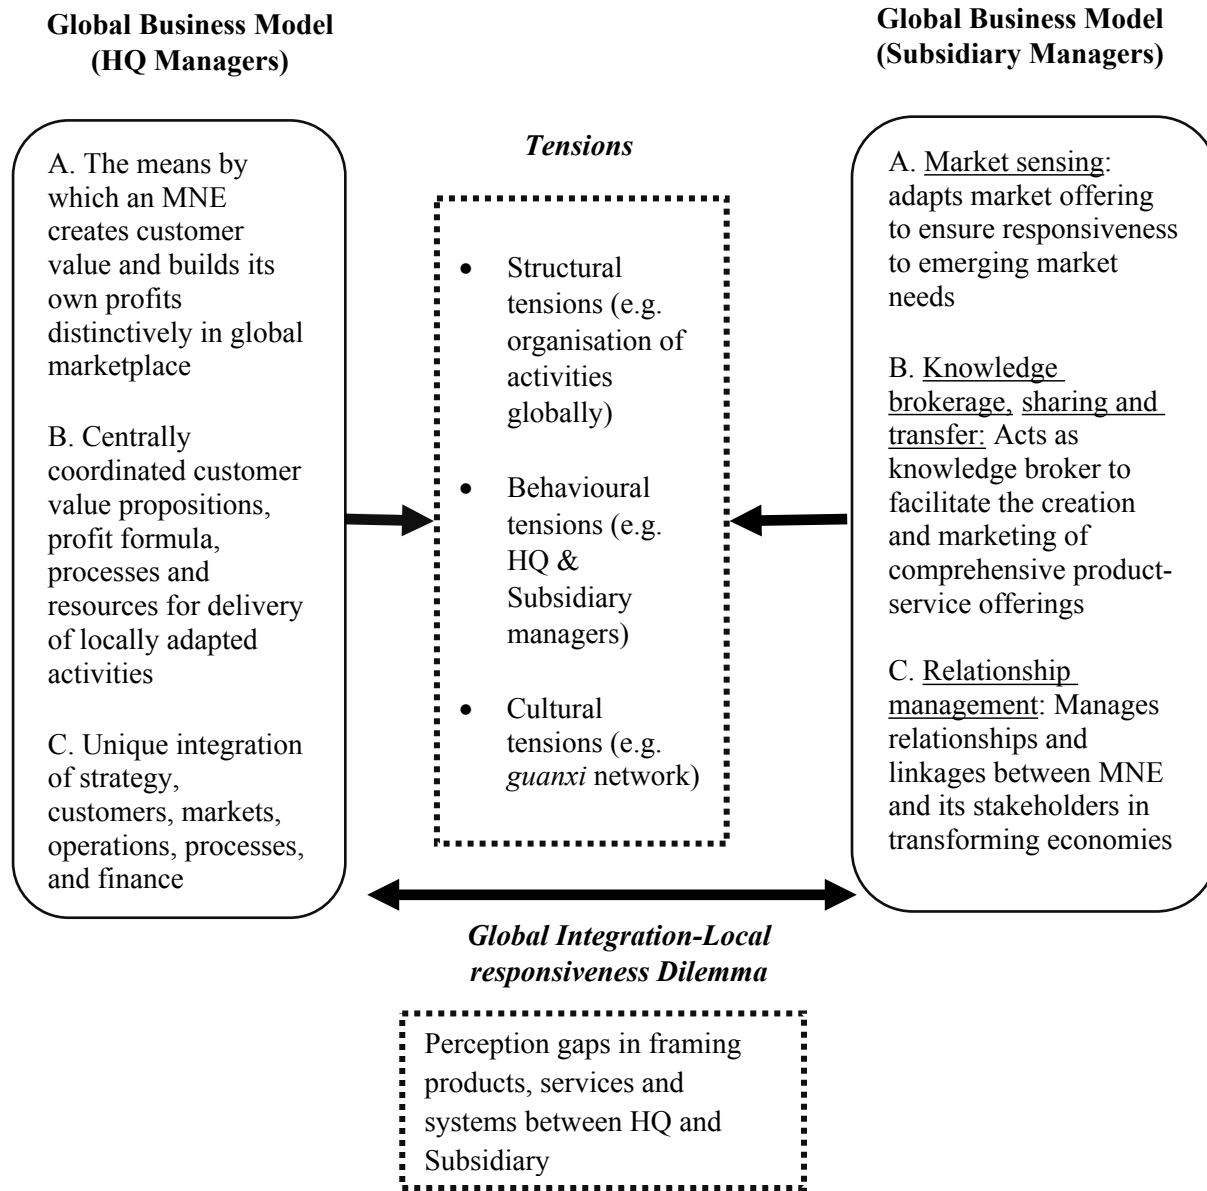 Global Business Model
(HQ Managers)
A. The means by
which an MNE
creates customer
value and builds its
own profits
distinctively in global
marketplace
B. Centrally
coordinated customer
value propositions,
profit formula,
processes and
resources for delivery
of locally adapted
activities
C. Unique integration
of strategy,
customers, markets,
operations, processes,
and finance
Tensions
• Structural
tensions (e.g.
organisation of
activities
globally)
• Behavioural
tensions (e.g.
HQ &
Subsidiary
managers)
• Cultural
tensions (e.g.
guanxi network)
Global Business Model
(Subsidiary Managers)
A. Market sensing:
adapts market offering
to ensure responsiveness
to emerging market
needs
B. Knowledge
brokerage, sharing and
transfer: Acts as
knowledge broker to
facilitate the creation
and marketing of
comprehensive product-
service offerings
C. Relationship
management: Manages
relationships and
linkages between MNE
and its stakeholders in
transforming economies
Global Integration-Local
responsiveness Dilemma
Perception gaps in framing
products, services and
systems between HQ and
Subsidiary